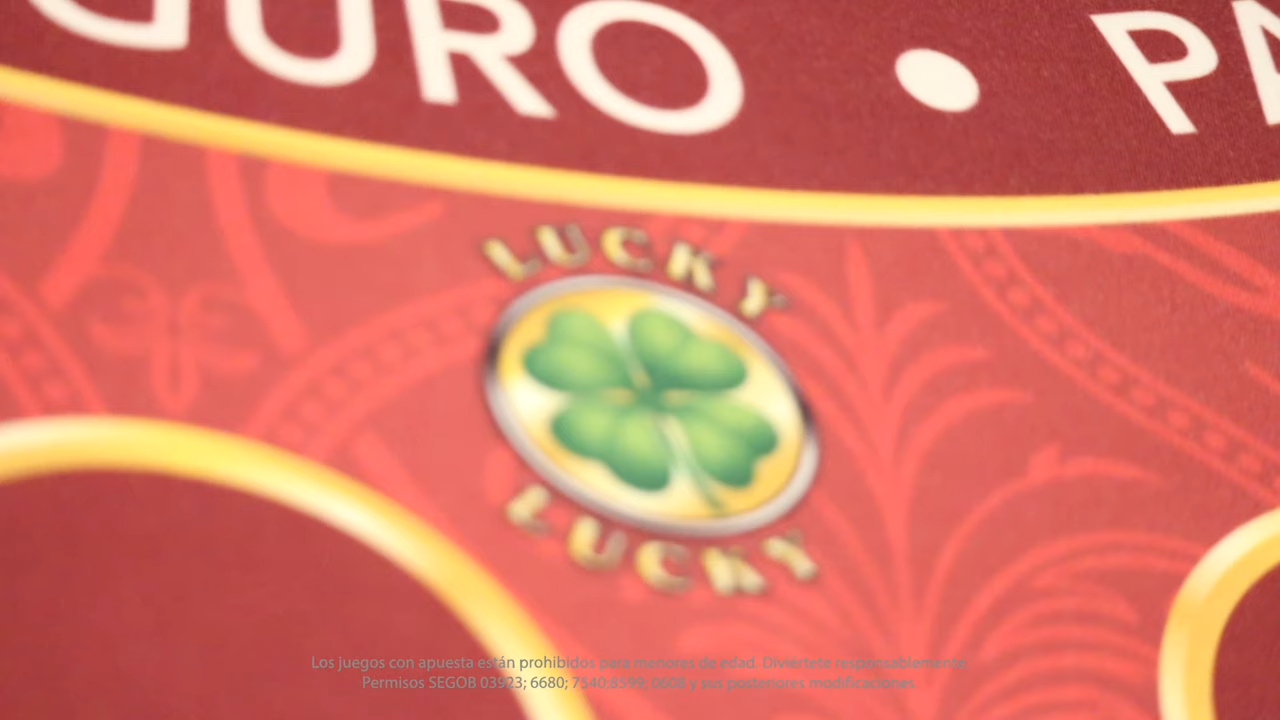 GURO • PA
LUCKY
LUCKY
Los juegos con apuesta están prohibidos para menores de edad. Diviértete responsablemente.
Permisos SEGOB 03923; 6680; 7540;8599, 0608 y sus posteriores modificaciones